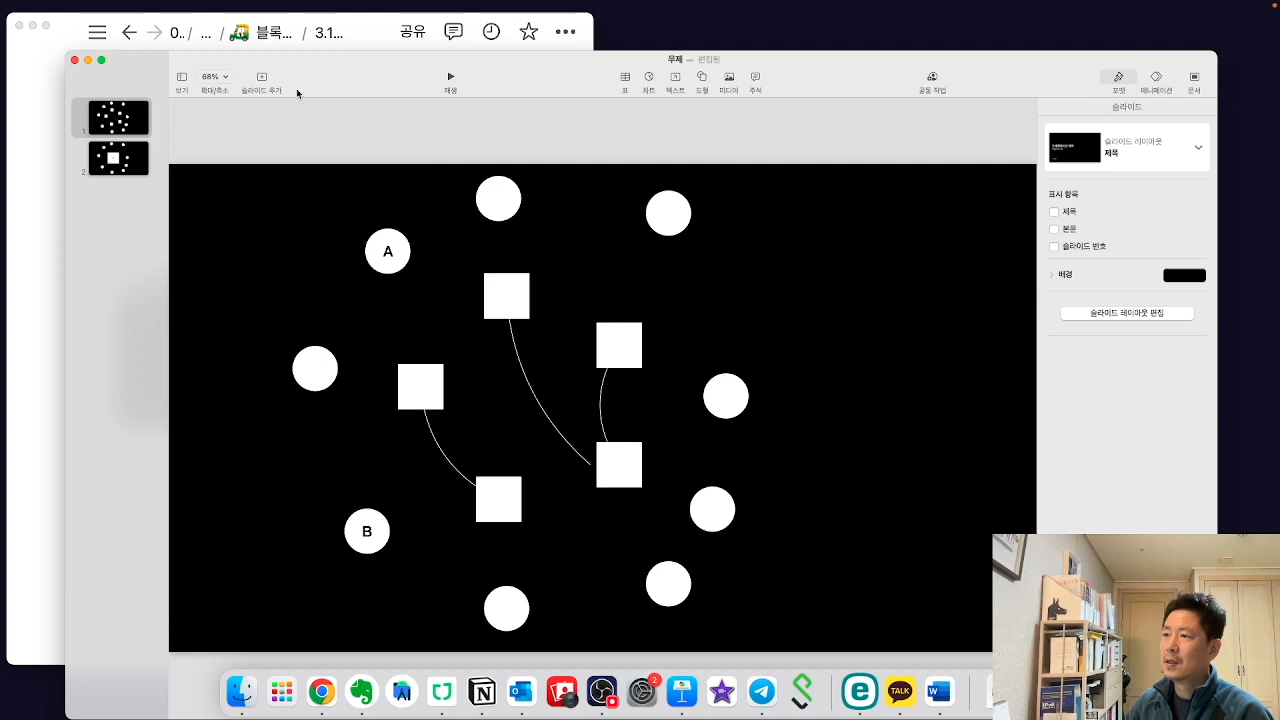 0.. / ... / 블록... / 3.1...
공유
무제 — 편집됨
68%
보기
확대/축소
슬라이드 추가
재생
표
차트
텍스트
도형
미디어
주석
공동 작업
포맷
애니메이션
문서
슬라이드
슬라이드 레이아웃
제목
표시 항목
제목
본문
슬라이드 번호
배경
슬라이드 레이아웃 편집
1
2
A
B
2
TALK